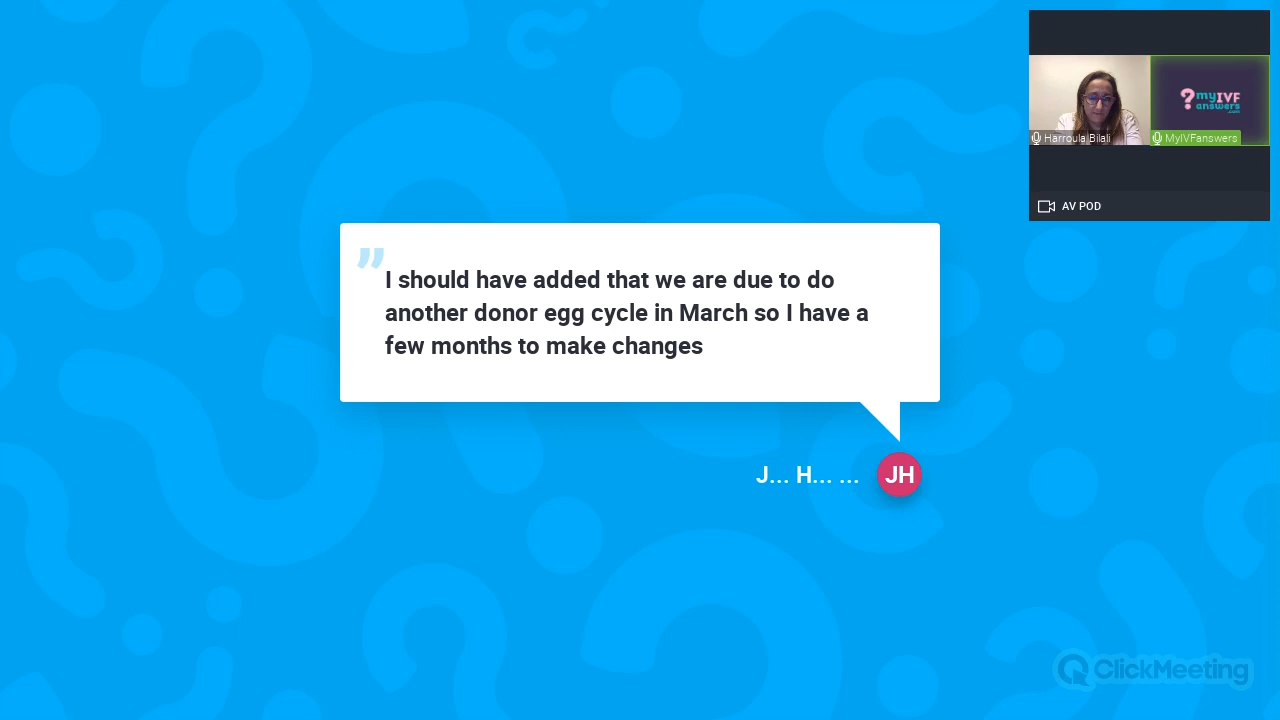 ?myIVF
answers
.com
Harroula Bilali
MyIVFanswers
AV POD
”
I should have added that we are due to do
another donor egg cycle in March so I have a
few months to make changes
J... H... ...
JH
ClickMeeting